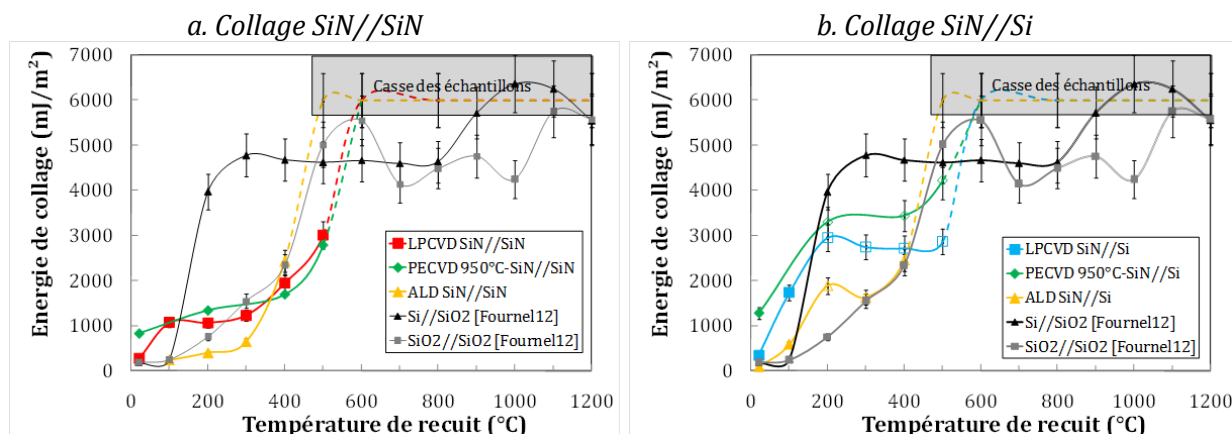 a. Collage SiN//SiN
Energie de collage (mJ/m²)
7000
6000
5000
4000
3000
2000
1000
0
Casse des échantillons
LPCVD SiN//SiN
PECVD 950°C-SiN//SiN
ALD SiN//SiN
Si//SiO2 [Fournel12]
SiO2//SiO2 [Fournel12]
0 200 400 600 800 1000 1200
Température de recuit (°C)
b. Collage SiN//Si
Energie de collage (mJ/m²)
7000
6000
5000
4000
3000
2000
1000
0
Casse des échantillons
LPCVD SiN//Si
PECVD 950°C-SiN//Si
ALD SiN//Si
Si//SiO2 [Fournel12]
SiO2//SiO2 [Fournel12]
0 200 400 600 800 1000 1200
Température de recuit (°C)